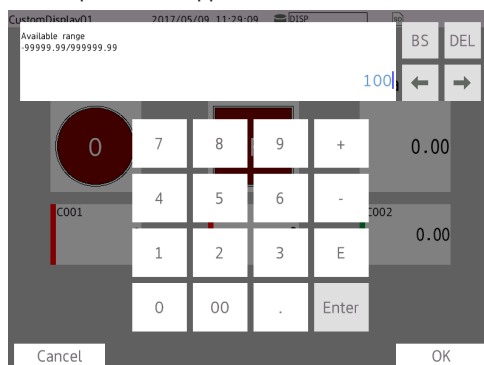 CustomDisplay01 2017/05/09 11:29:09 DISP
Available range
-99999.99/999999.99
BS DEL
100
← →
0 7 8 9 + 0.00
4 5 6 -
C001 C002
0.00
1 2 3 E
0 00 . Enter
Cancel OK